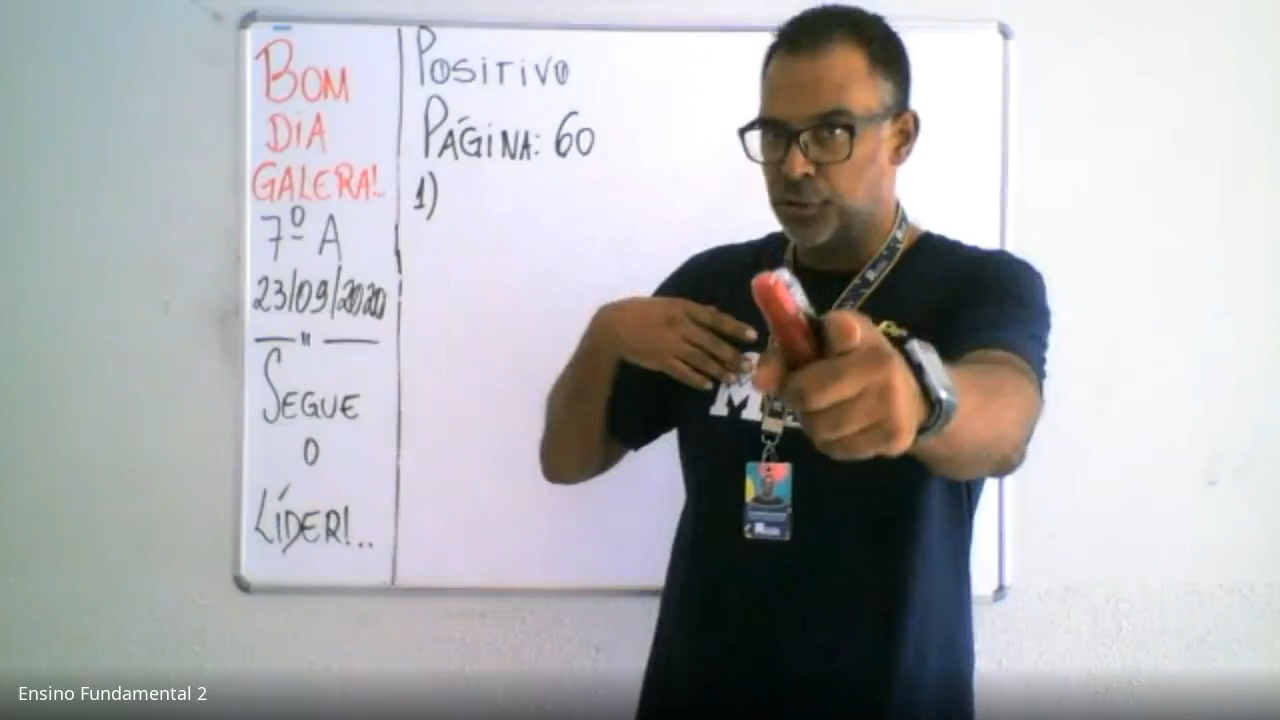 BOM
DIA
GALERA!..
7º A
23/09/2020
— " —
SEGUE
O
LÍDER!..
POSITIVO
PÁGINA: 60
1)
Ensino Fundamental 2